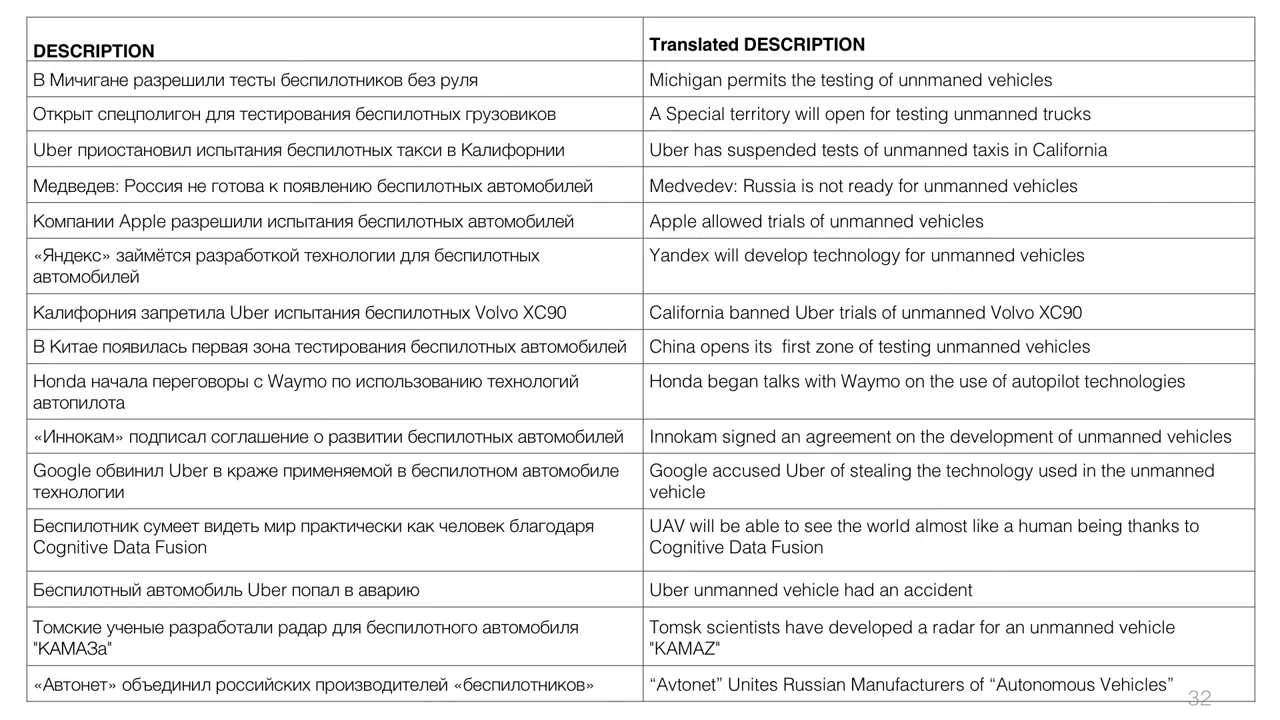 DESCRIPTION
Translated DESCRIPTION
В Мичигане разрешили тесты беспилотников без руля
Michigan permits the testing of unnmaned vehicles
Открыт спецполигон для тестирования беспилотных грузовиков
A Special territory will open for testing unmanned trucks
Uber приостановил испытания беспилотных такси в Калифорнии
Uber has suspended tests of unmanned taxis in California
Медведев: Россия не готова к появлению беспилотных автомобилей
Medvedev: Russia is not ready for unmanned vehicles
Компании Apple разрешили испытания беспилотных автомобилей
Apple allowed trials of unmanned vehicles
«Яндекс» займётся разработкой технологии для беспилотных
автомобилей
Yandex will develop technology for unmanned vehicles
Калифорния запретила Uber испытания беспилотных Volvo XC90
California banned Uber trials of unmanned Volvo XC90
В Китае появилась первая зона тестирования беспилотных автомобилей
China opens its  first zone of testing unmanned vehicles
Honda начала переговоры с Waymo по использованию технологий
автопилота
Honda began talks with Waymo on the use of autopilot technologies
«Иннокам» подписал соглашение о развитии беспилотных автомобилей
Innokam signed an agreement on the development of unmanned vehicles
Google обвинил Uber в краже применяемой в беспилотном автомобиле
технологии
Google accused Uber of stealing the technology used in the unmanned
vehicle
Беспилотник сумеет видеть мир практически как человек благодаря
Cognitive Data Fusion
UAV will be able to see the world almost like a human being thanks to
Cognitive Data Fusion
Беспилотный автомобиль Uber попал в аварию
Uber unmanned vehicle had an accident
Томские ученые разработали радар для беспилотного автомобиля
"КАМАЗа"
Tomsk scientists have developed a radar for an unmanned vehicle
"KAMAZ"
«Автонет» объединил российских производителей «беспилотников»
“Avtonet” Unites Russian Manufacturers of “Autonomous Vehicles”
32